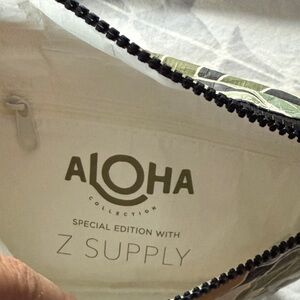 ALOHA
COLLECTION
SPECIAL EDITION WITH
Z SUPPLY